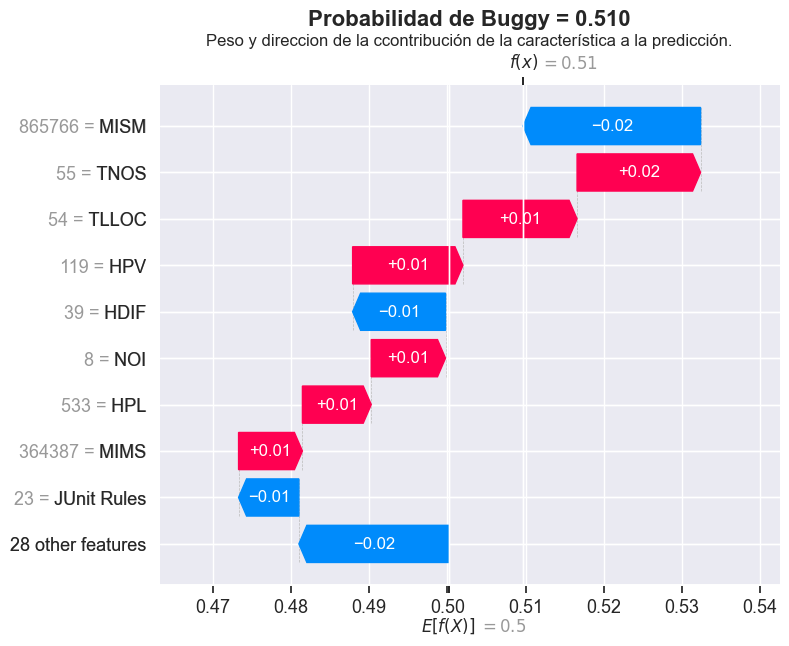 Probabilidad de Buggy = 0.510
Peso y direccion de la ccontribución de la característica a la predicción.
f(x) = 0.51
865766 = MISM −0.02
55 = TNOS +0.02
54 = TLLOC +0.01
119 = HPV +0.01
39 = HDIF −0.01
8 = NOI +0.01
533 = HPL +0.01
364387 = MIMS +0.01
23 = JUnit Rules −0.01
28 other features −0.02
0.47 0.48 0.49 0.50 0.51 0.52 0.53 0.54
E[f(X)] = 0.5